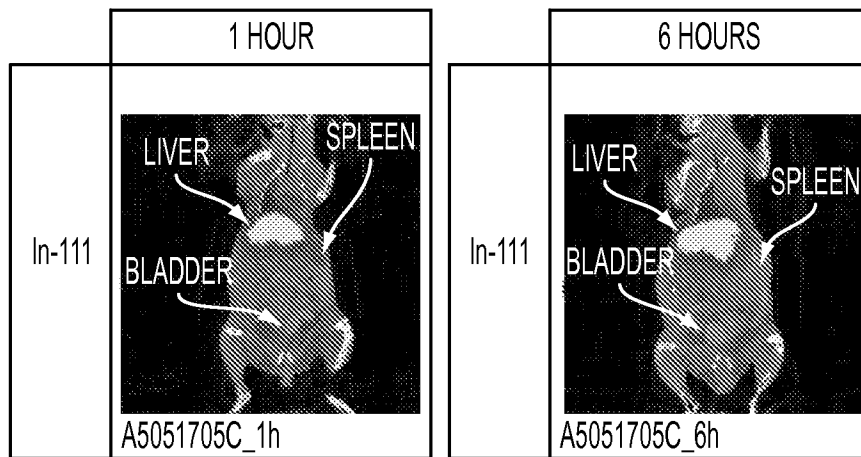 1 HOUR
In-111
LIVER
SPLEEN
BLADDER
A5051705C_1h
6 HOURS
In-111
LIVER
SPLEEN
BLADDER
A5051705C_6h